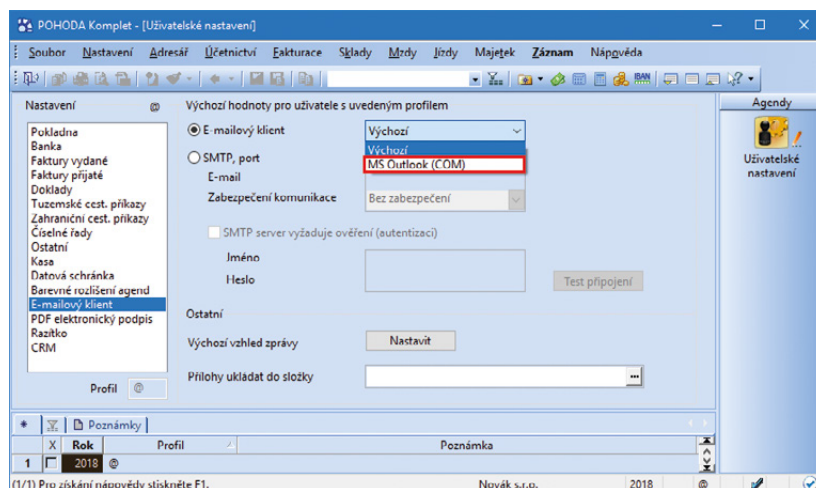 POHODA Komplet - [Uživatelské nastavení]
Soubor Nastavení Adresář Účetnictví Fakturace Sklady Mzdy Jízdy Majetek Záznam Nápověda
IBAN
Nastavení @
Pokladna
Banka
Faktury vydané
Faktury přijaté
Doklady
Tuzemské cest. příkazy
Zahraniční cest. příkazy
Číselné řady
Ostatní
Kasa
Datová schránka
Barevné rozlišení agend
E-mailový klient
PDF elektronický podpis
Razítko
CRM
Profil @
Výchozí hodnoty pro uživatele s uvedeným profilem
E-mailový klient Výchozí
Výchozí
MS Outlook (COM)
SMTP, port
E-mail
Zabezpečení komunikace Bez zabezpečení
SMTP server vyžaduje ověření (autentizaci)
Jméno
Heslo
Test připojení
Ostatní
Výchozí vzhled zprávy Nastavit
Přílohy ukládat do složky ...
Agendy
Uživatelské
nastavení
Poznámky
X Rok Profil Poznámka
1 2018 @
(1/1) Pro získání nápovědy stiskněte F1. Novák s.r.o. 2018 @